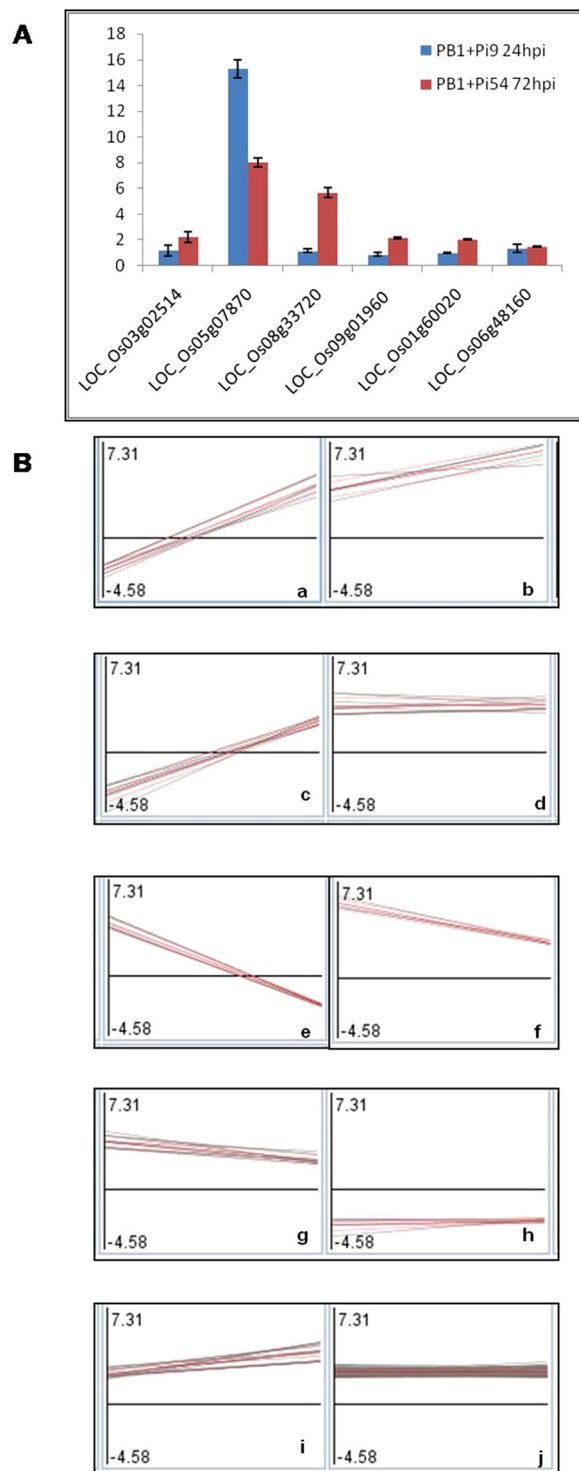 A
18
16
14
12
10
8
6
4
2
0
PB1+Pi9 24hpi
PB1+Pi54 72hpi
LOC_Os03g02514
LOC_Os05g07870
LOC_Os08g33720
LOC_Os09g01960
LOC_Os01g60020
LOC_Os06g48160
B
7.31
-4.58
a
b
7.31
-4.58
7.31
-4.58
c
d
7.31
-4.58
7.31
-4.58
e
7.31
-4.58
f
7.31
-4.58
g
7.31
-4.58
h
7.31
-4.58
i
7.31
-4.58
j